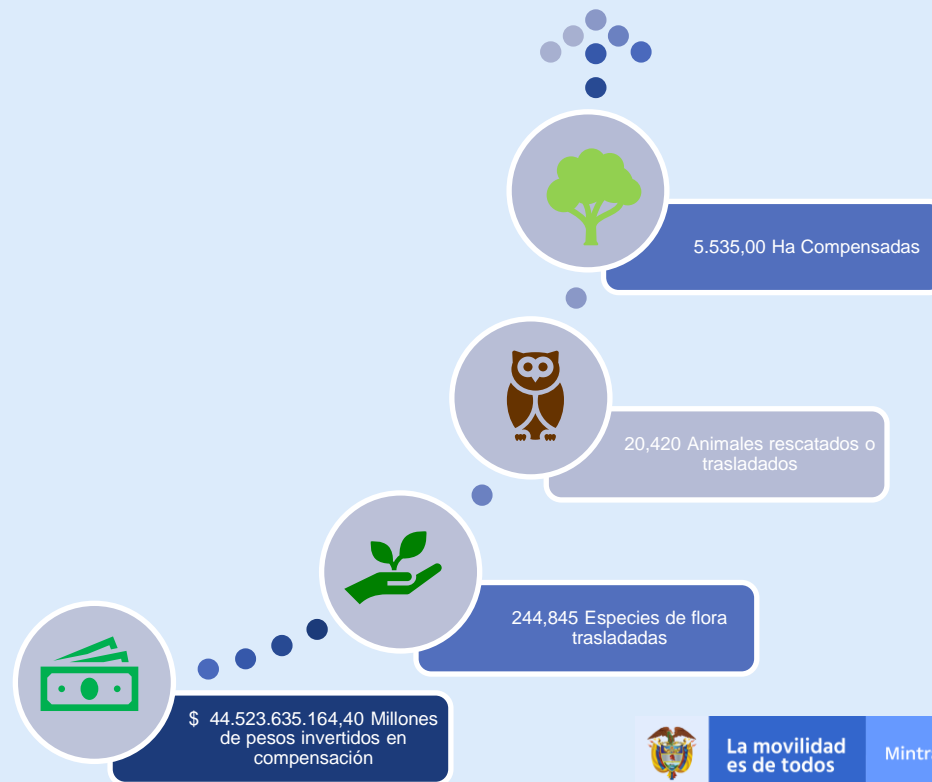 5.535,00 Ha Compensadas
20,420 Animales rescatados o
trasladados
244,845 Especies de flora
trasladadas
$ 44.523.635.164,40 Millones
de pesos invertidos en
compensación
La movilidad
es de todos